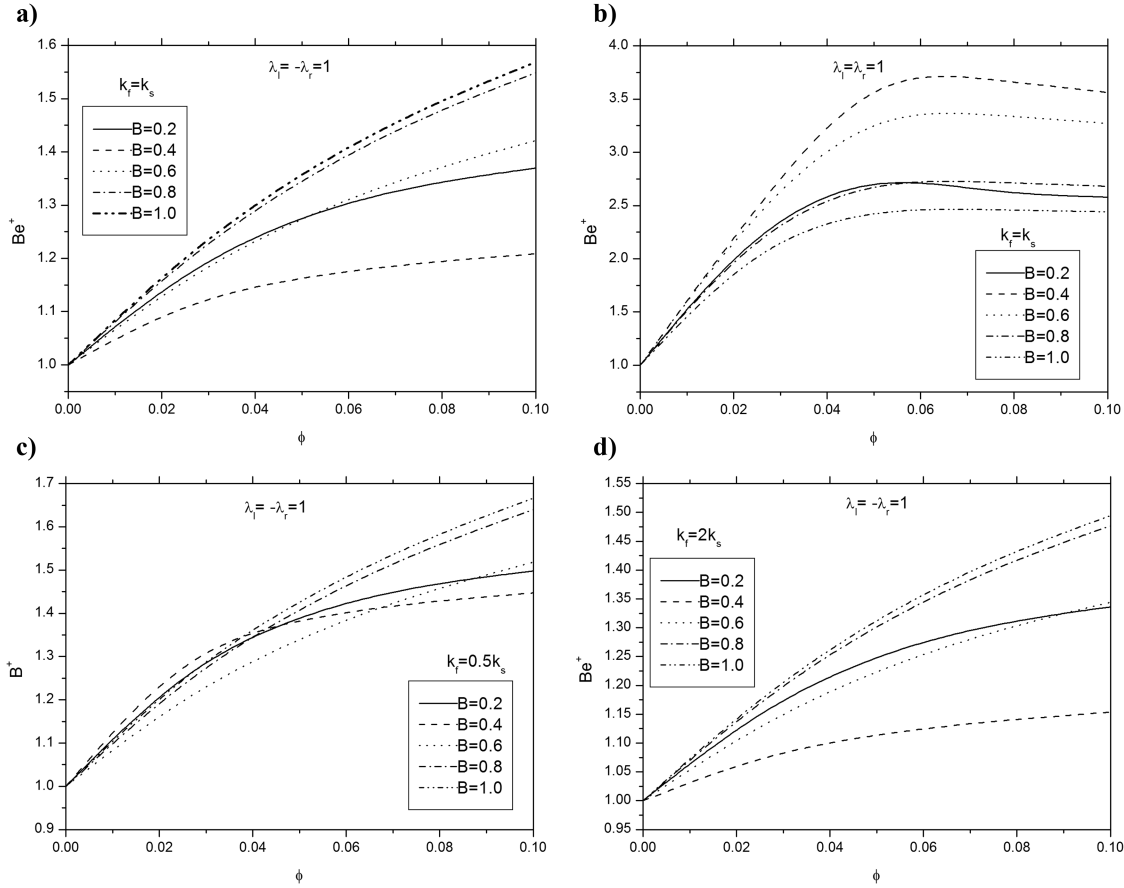 a)
1.6
1.5
1.4
1.3
1.2
1.1
1.0
Be+
λl= -λr=1
kf=ks
B=0.2
B=0.4
B=0.6
B=0.8
B=1.0
0.00 0.02 0.04 0.06 0.08 0.10
ϕ
b)
4.0
3.5
3.0
2.5
2.0
1.5
1.0
Be+
λl=λr=1
kf=ks
B=0.2
B=0.4
B=0.6
B=0.8
B=1.0
0.00 0.02 0.04 0.06 0.08 0.10
ϕ
c)
1.7
1.6
1.5
1.4
1.3
1.2
1.1
1.0
0.9
B+
λl= -λr=1
kf=0.5ks
B=0.2
B=0.4
B=0.6
B=0.8
B=1.0
0.00 0.02 0.04 0.06 0.08 0.10
ϕ
d)
1.55
1.50
1.45
1.40
1.35
1.30
1.25
1.20
1.15
1.10
1.05
1.00
0.95
Be+
λl= -λr=1
kf=2ks
B=0.2
B=0.4
B=0.6
B=0.8
B=1.0
0.00 0.02 0.04 0.06 0.08 0.10
ϕ